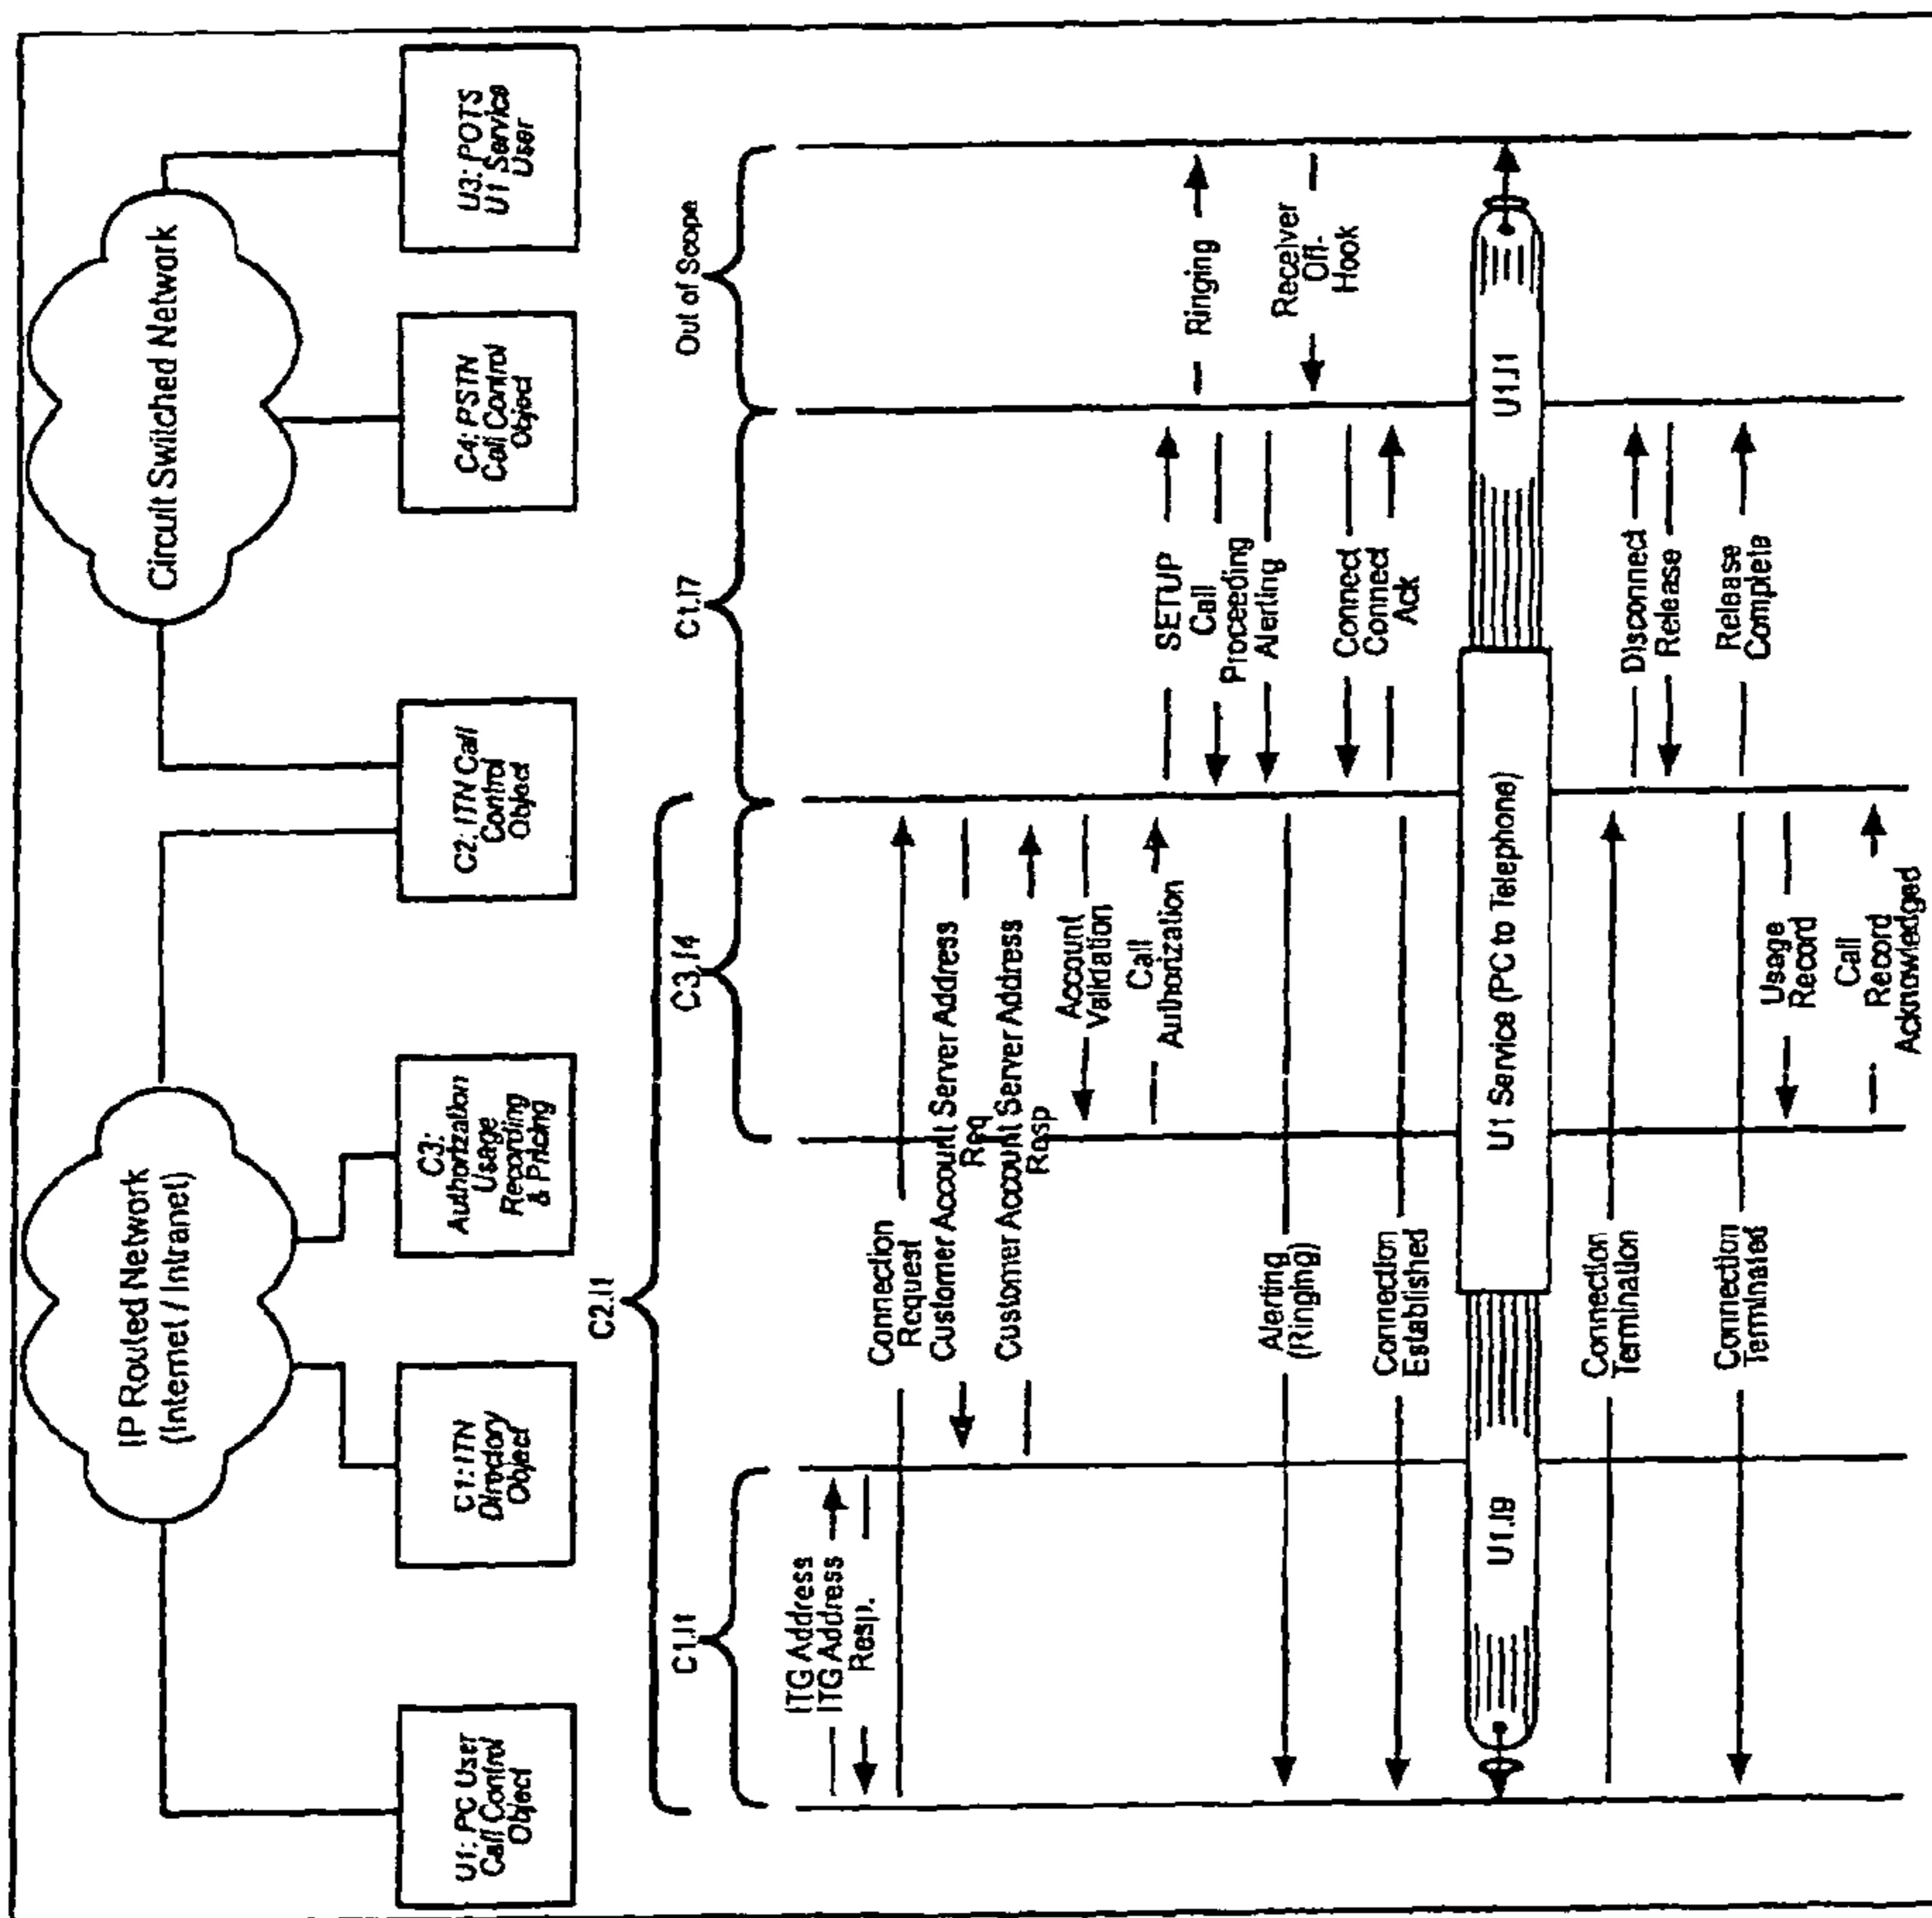 IP Routed Network
(Internet / Intranet)
Circuit Switched Network
U1: PC User
Call Control
Object
C1: ITN
Directory
Object
C3:
Authorization
Usage
Recording
& Pricing
C2: ITN Call
Control
Object
C4: PSTN
Call Control
Object
U3: POTS
U1 Service
User
C2.I1
C1.I1
C3.I4
C1.I7
Out of Scope
ITG Address
ITG Address
Resp.
Connection
Request
Customer Account Server Address
Req
Customer Account Server Address
Resp
Account
Validation
Call
Authorization
SETUP
Call
Proceeding
Alerting
Ringing
Alerting
(Ringing)
Receiver
Off-
Hook
Connect
Connect
Ack
Connection
Established
U1.I9
U1 Service (PC to Telephone)
U1.I1
Connection
Termination
Disconnect
Release
Connection
Terminated
Release
Complete
Usage
Record
Call
Record
Acknowledged